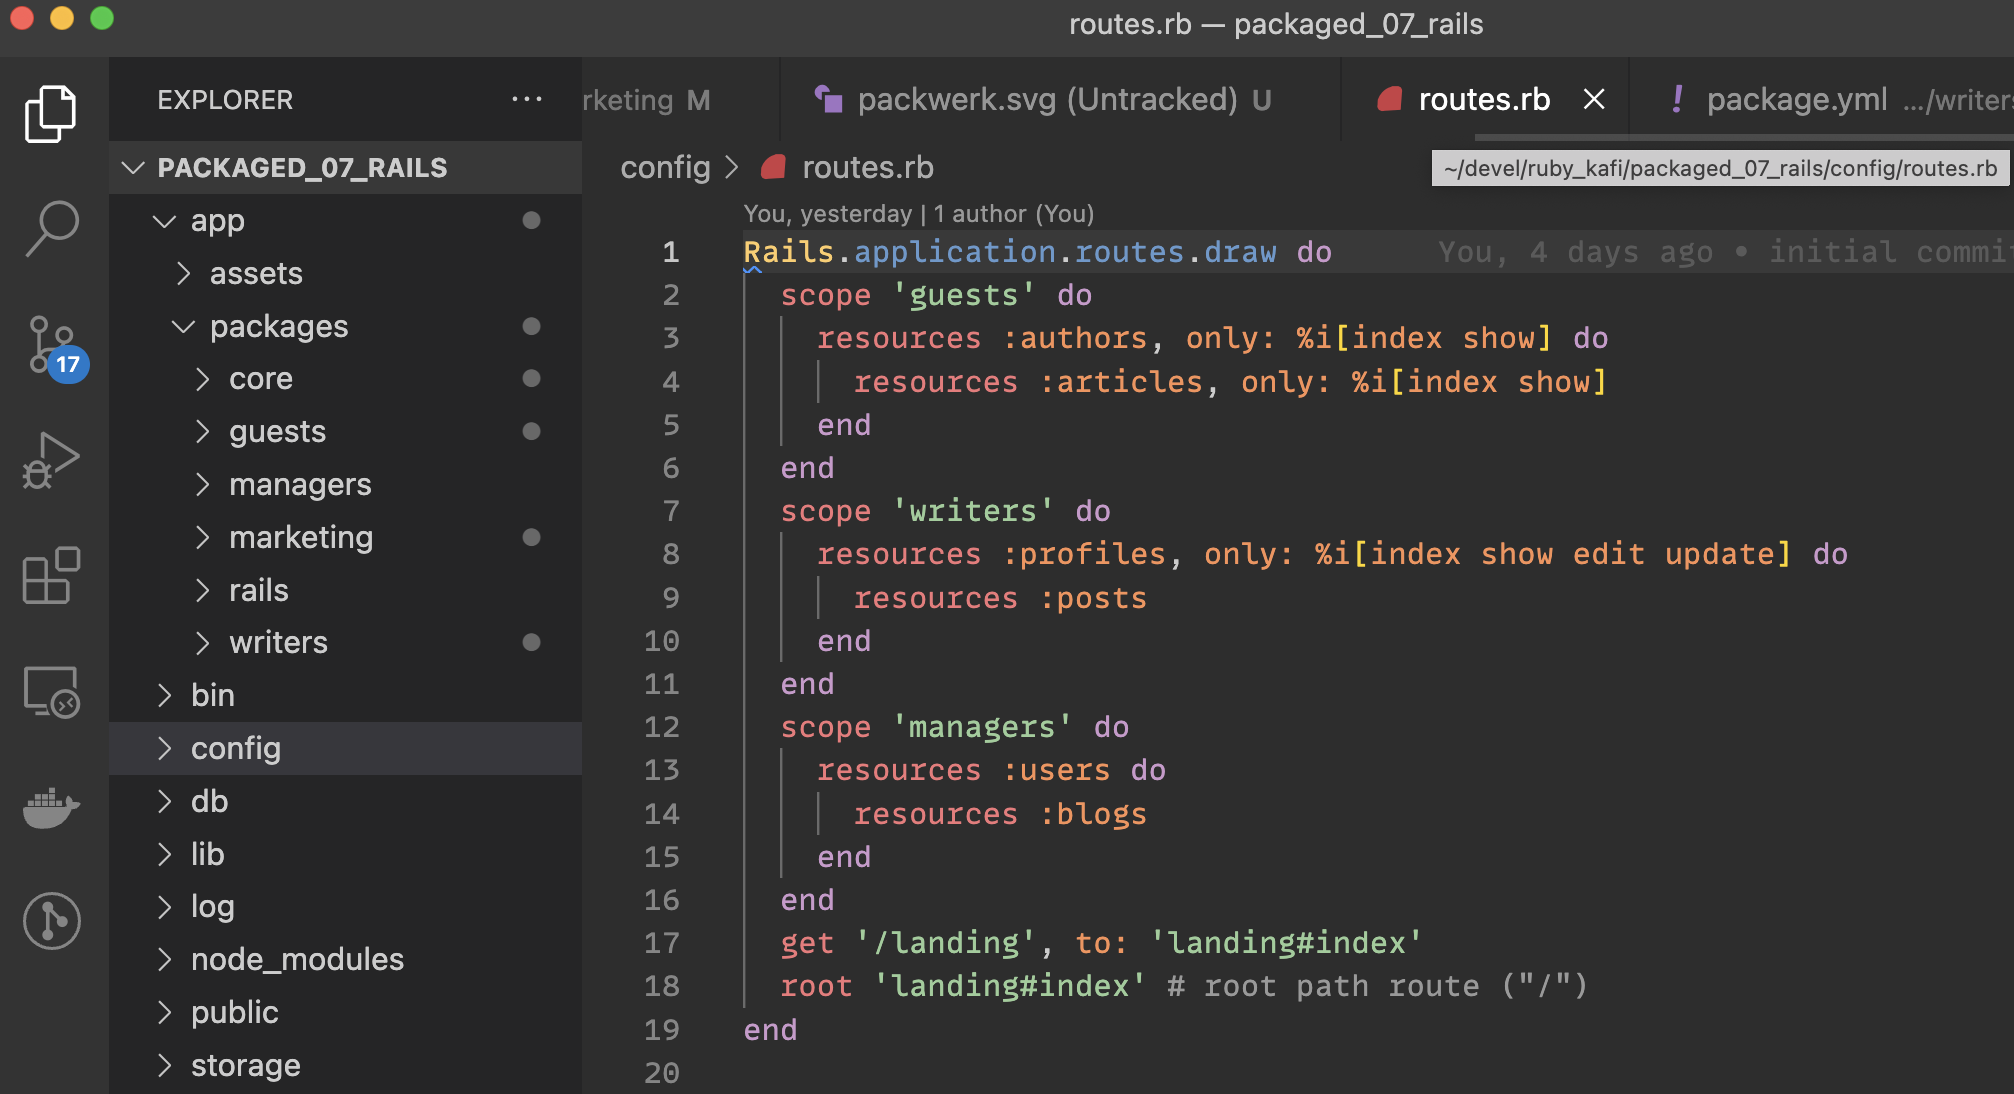 routes.rb — packaged_07_rails
EXPLORER
rketing M
packwerk.svg (Untracked) U
routes.rb
package.yml .../writers
PACKAGED_07_RAILS
config > routes.rb
~/devel/ruby_kafi/packaged_07_rails/config/routes.rb
app
assets
packages
core
guests
managers
marketing
rails
writers
bin
config
db
lib
log
node_modules
public
storage
17
You, yesterday | 1 author (You)
1 Rails.application.routes.draw do You, 4 days ago • initial commi
2 scope 'guests' do
3 resources :authors, only: %i[index show] do
4 resources :articles, only: %i[index show]
5 end
6 end
7 scope 'writers' do
8 resources :profiles, only: %i[index show edit update] do
9 resources :posts
10 end
11 end
12 scope 'managers' do
13 resources :users do
14 resources :blogs
15 end
16 end
17 get '/landing', to: 'landing#index'
18 root 'landing#index' # root path route ("/")
19 end
20